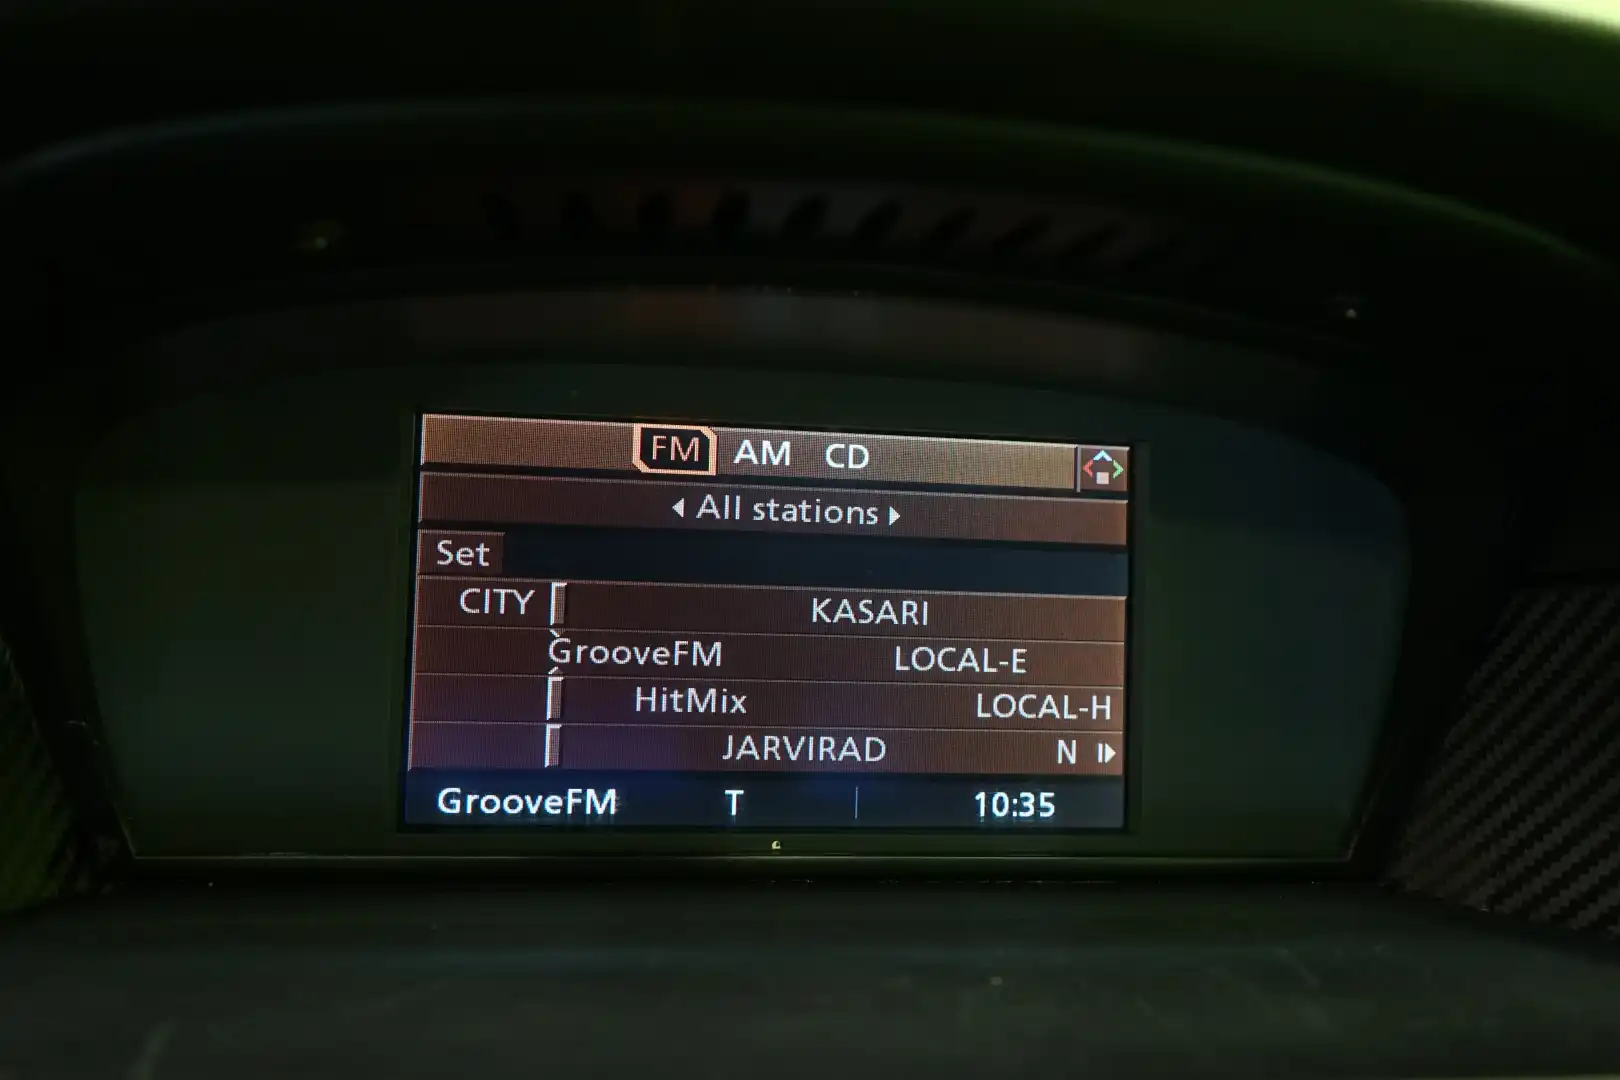 FM AM CD
All stations
Set
CITY KASARI
GrooveFM LOCAL-E
HitMix LOCAL-H
JARVIRAD N
GrooveFM T 10:35